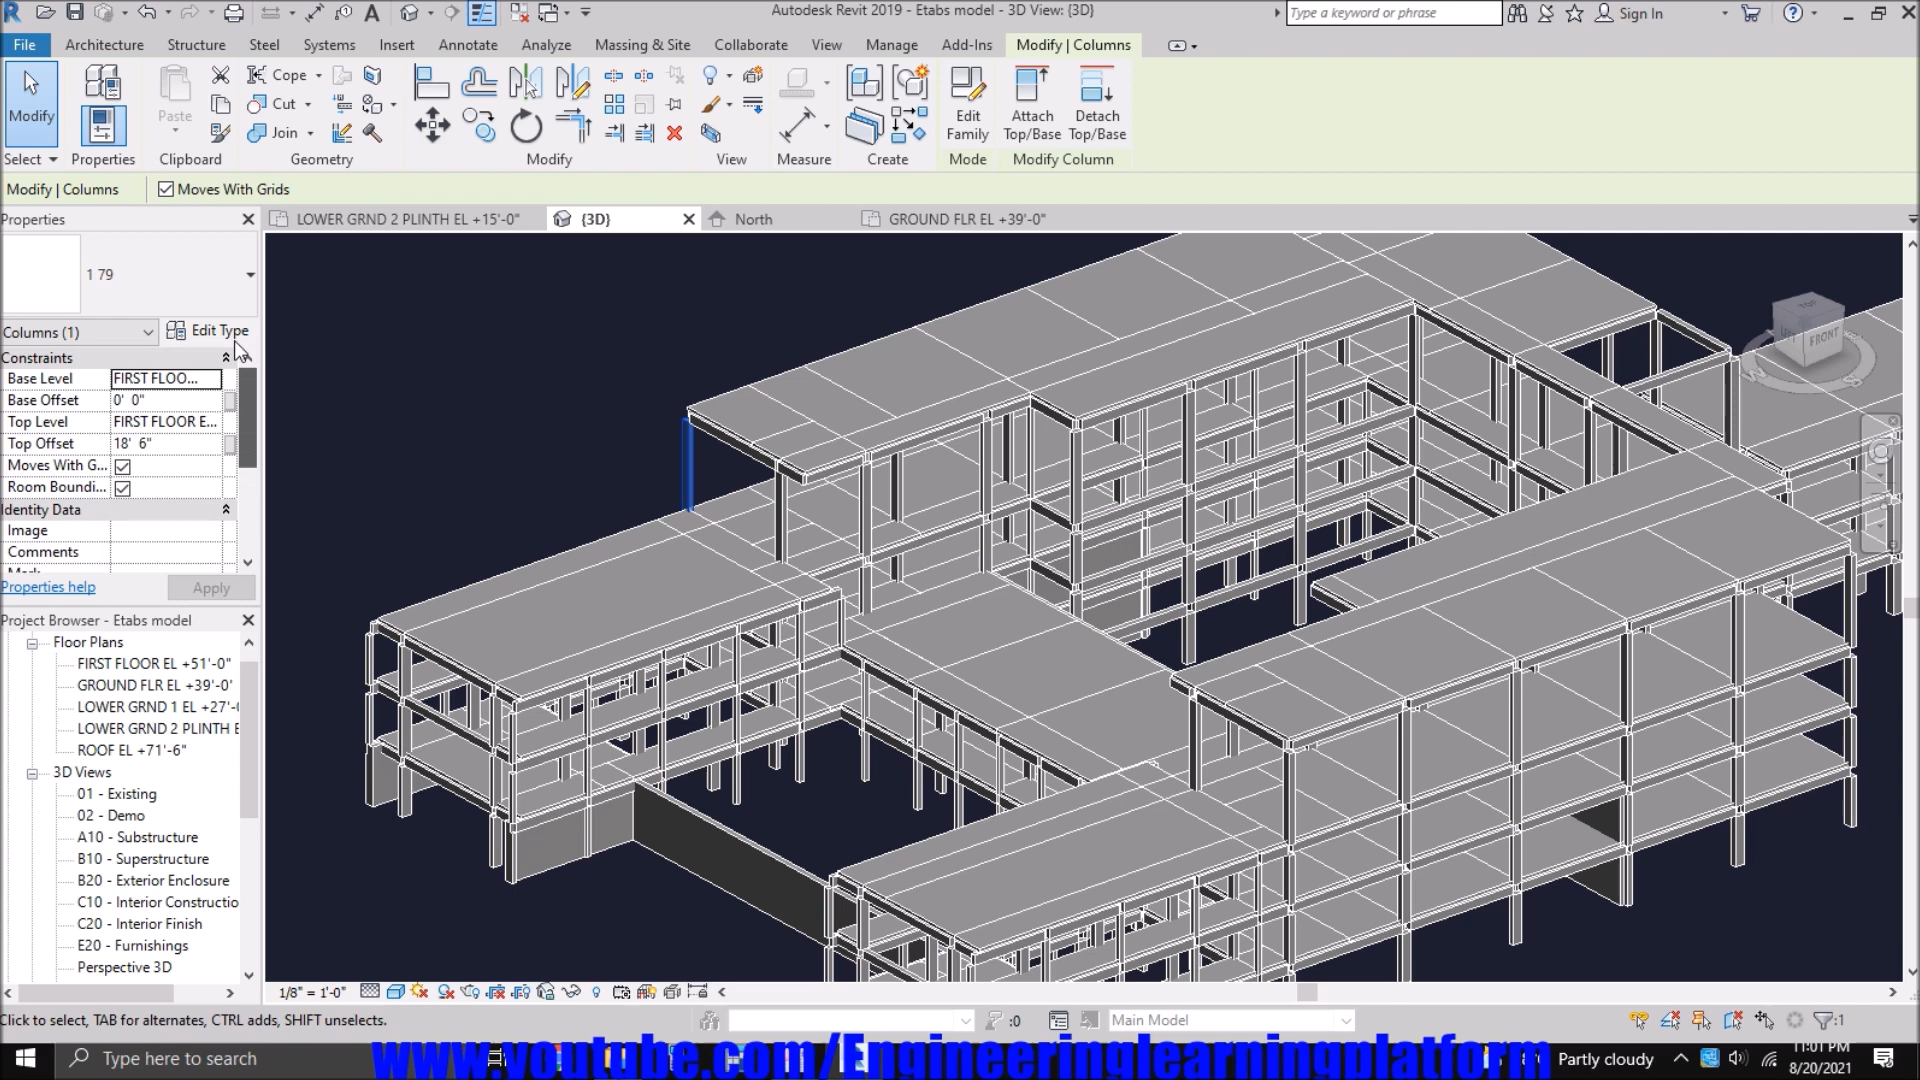 Autodesk Revit 2019 - Etabs model - 3D View: {3D}
Type a keyword or phrase
Sign In
File Architecture Structure Steel Systems Insert Annotate Analyze Massing & Site Collaborate View Manage Add-Ins Modify | Columns
Modify
Paste
Cope
Cut
Join
Edit Family
Attach Top/Base
Detach Top/Base
Select Properties Clipboard Geometry Modify View Measure Create Mode Modify Column
Modify | Columns Moves With Grids
Properties
LOWER GRND 2 PLINTH EL +15'-0" {3D} North GROUND FLR EL +39'-0"
1 79
Columns (1) Edit Type
Constraints
Base Level FIRST FLOO...
Base Offset 0' 0"
Top Level FIRST FLOOR E...
Top Offset 18' 6"
Moves With G...
Room Boundi...
Identity Data
Image
Comments
Properties help Apply
Project Browser - Etabs model
Floor Plans
FIRST FLOOR EL +51'-0"
GROUND FLR EL +39'-0'
LOWER GRND 1 EL +27'-
LOWER GRND 2 PLINTH E
ROOF EL +71'-6"
3D Views
01 - Existing
02 - Demo
A10 - Substructure
B10 - Superstructure
B20 - Exterior Enclosure
C10 - Interior Constructio
C20 - Interior Finish
E20 - Furnishings
Perspective 3D
TOP
FRONT
W
S
1/8" = 1'-0"
Click to select, TAB for alternates, CTRL adds, SHIFT unselects.
:0
Main Model
:1
Type here to search
www.youtube.com/Engineeringlearningplatform
Partly cloudy
11:01 PM
8/20/2021